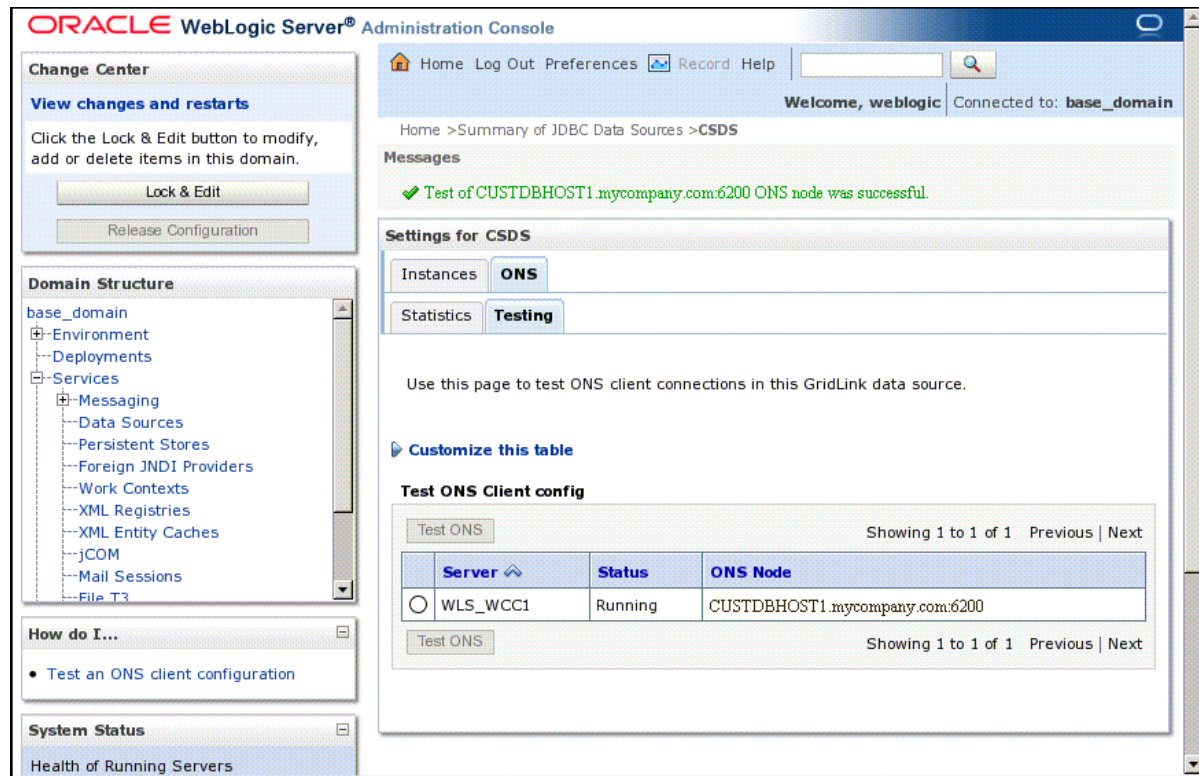 ORACLE WebLogic Server® Administration Console
Change Center
View changes and restarts
Click the Lock & Edit button to modify,
add or delete items in this domain.
Lock & Edit
Release Configuration
Domain Structure
base_domain
Environment
Deployments
Services
Messaging
Data Sources
Persistent Stores
Foreign JNDI Providers
Work Contexts
XML Registries
XML Entity Caches
jCOM
Mail Sessions
File T3
How do I...
Test an ONS client configuration
System Status
Health of Running Servers
Home Log Out Preferences Record Help
Welcome, weblogic Connected to: base_domain
Home >Summary of JDBC Data Sources >CSDS
Messages
Test of CUSTDBHOST1.mycompany.com:6200 ONS node was successful.
Settings for CSDS
Instances ONS
Statistics Testing
Use this page to test ONS client connections in this GridLink data source.
Customize this table
Test ONS Client config
Test ONS Showing 1 to 1 of 1 Previous | Next
Server Status ONS Node
WLS_WCC1 Running CUSTDBHOST1.mycompany.com:6200
Test ONS Showing 1 to 1 of 1 Previous | Next